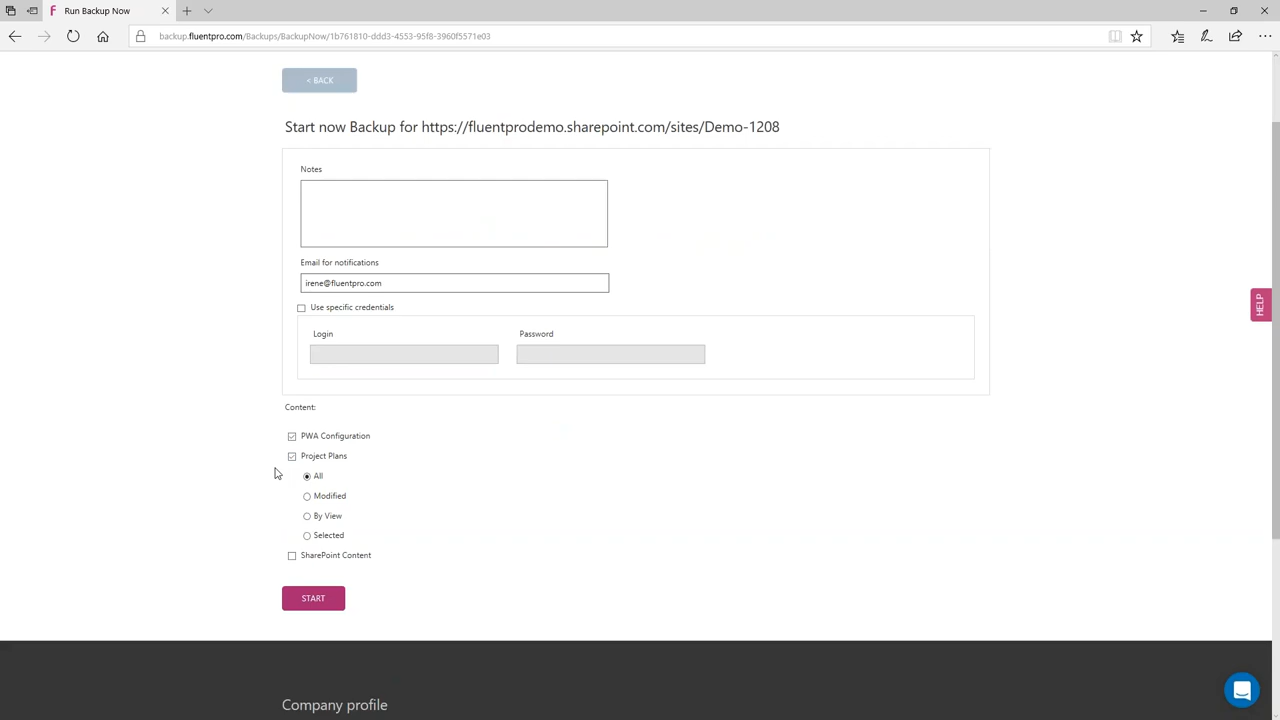 Run Backup Now
backup.fluentpro.com/Backups/BackupNow/1b761810-ddd3-4553-95f8-3960f5571e03
< BACK
Start now Backup for https://fluentprodemo.sharepoint.com/sites/Demo-1208
Notes
Email for notifications
irene@fluentpro.com
Use specific credentials
Login Password
HELP
Content:
PWA Configuration
Project Plans
All
Modified
By View
Selected
SharePoint Content
START
Company profile